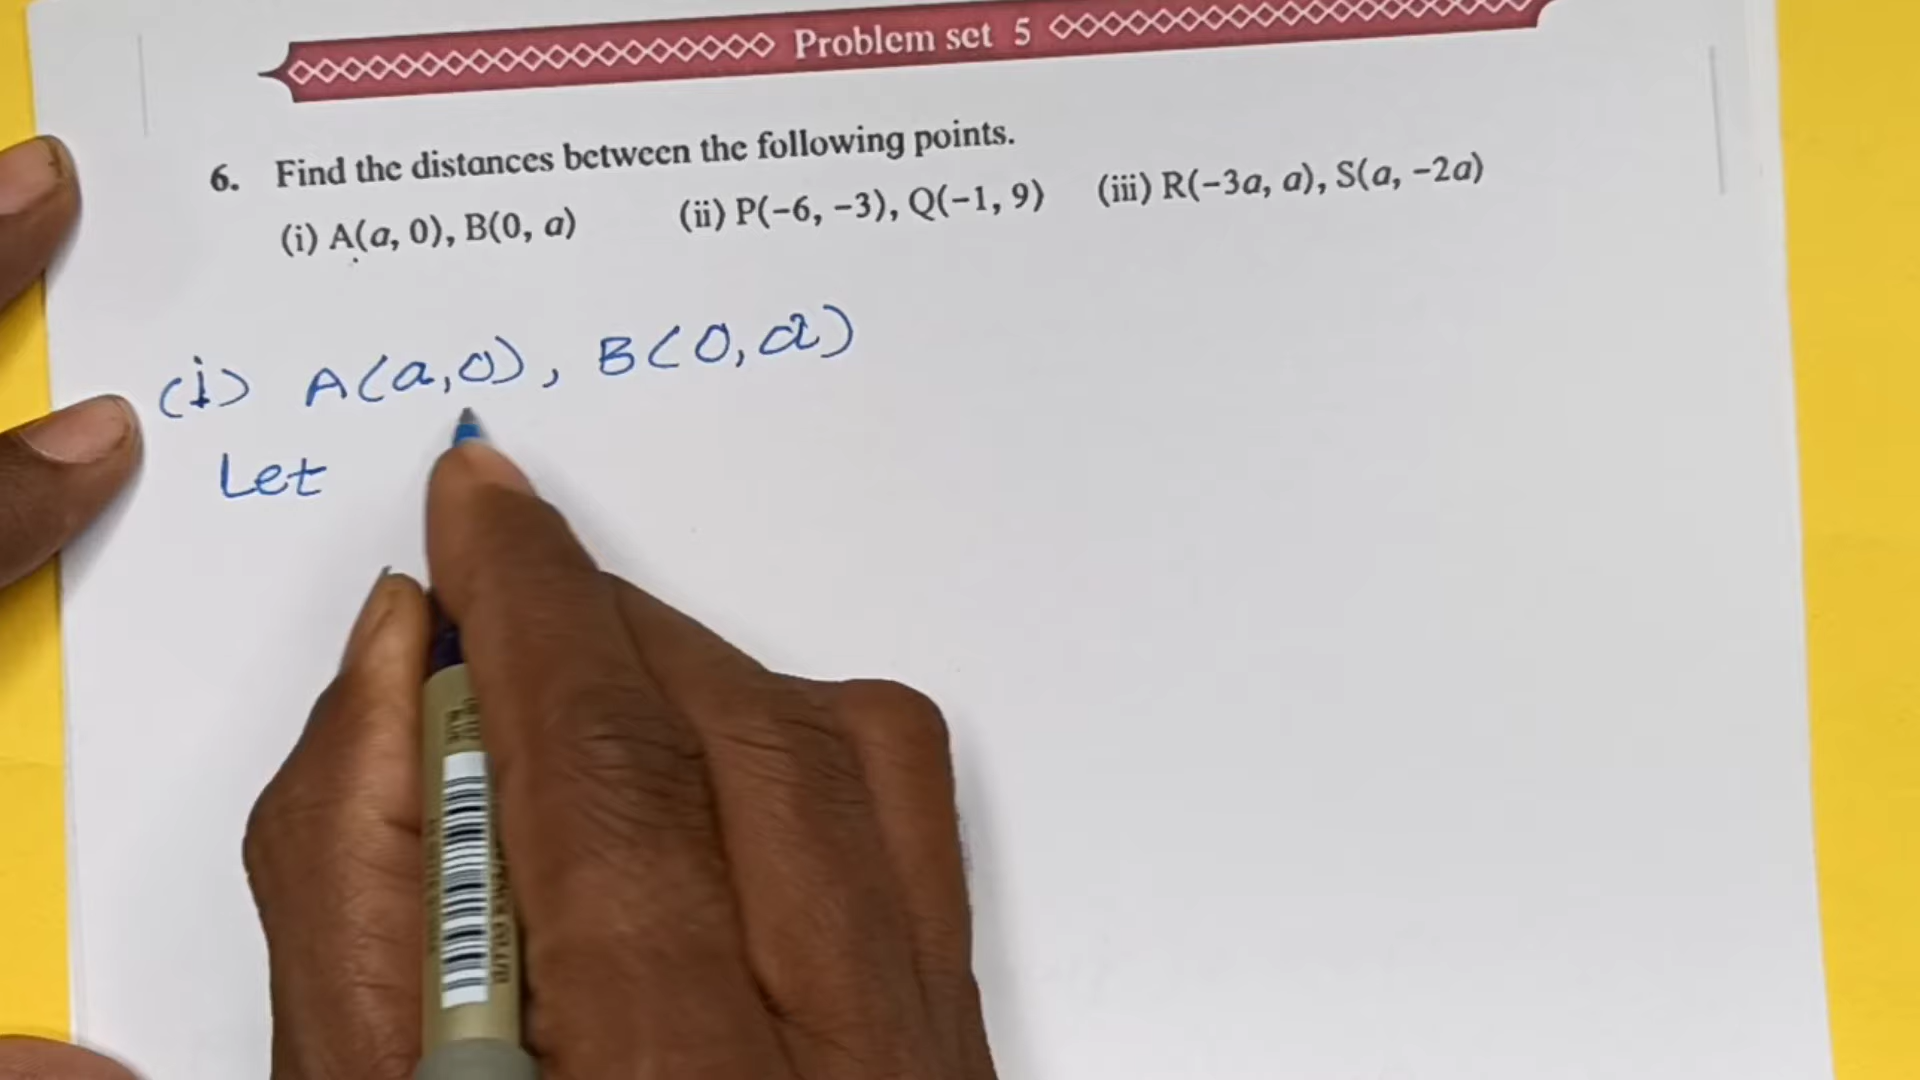 Problem set 5
6. Find the distances between the following points.
(i) A(a, 0), B(0, a) (ii) P(-6, -3), Q(-1, 9) (iii) R(-3a, a), S(a, -2a)
(i) A(a,0), B(0,a)
Let